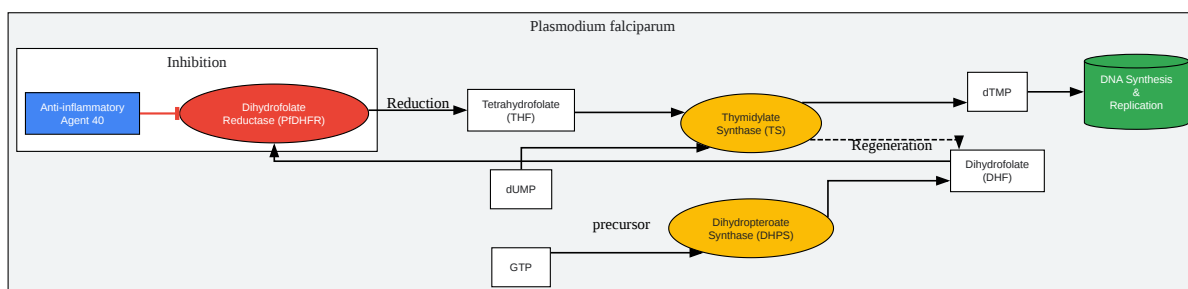 Plasmodium falciparum
Inhibition
Anti-inflammatory
Agent 40
Dihydrofolate
Reductase (PfDHFR)
Reduction
Tetrahydrofolate
(THF)
Thymidylate
Synthase (TS)
dTMP
DNA Synthesis
&
Replication
Regeneration
Dihydrofolate
(DHF)
dUMP
precursor
Dihydropteroate
Synthase (DHPS)
GTP